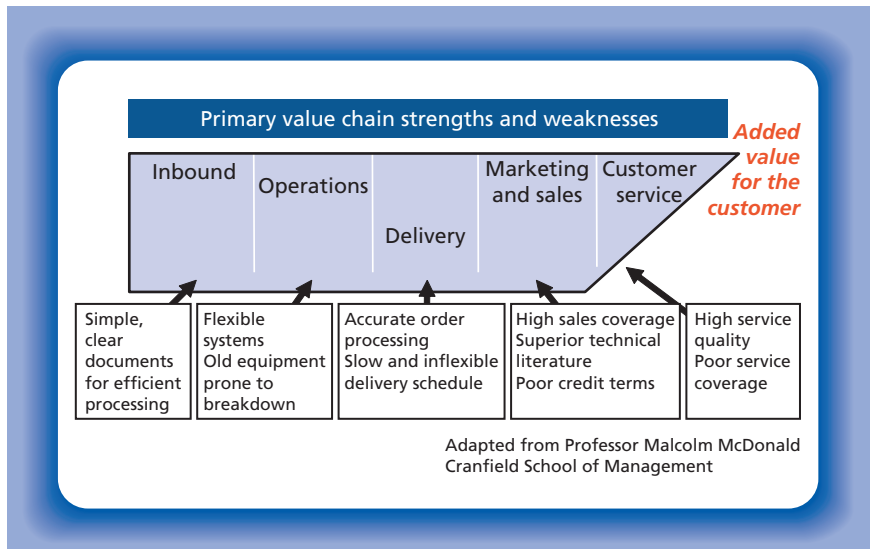 Primary value chain strengths and weaknesses
Added
value
for the
customer
Inbound
Operations
Delivery
Marketing
and sales
Customer
service
Simple,
clear
documents
for efficient
processing
Flexible
systems
Old equipment
prone to
breakdown
Accurate order
processing
Slow and inflexible
delivery schedule
High sales coverage
Superior technical
literature
Poor credit terms
High service
quality
Poor service
coverage
Adapted from Professor Malcolm McDonald
Cranfield School of Management